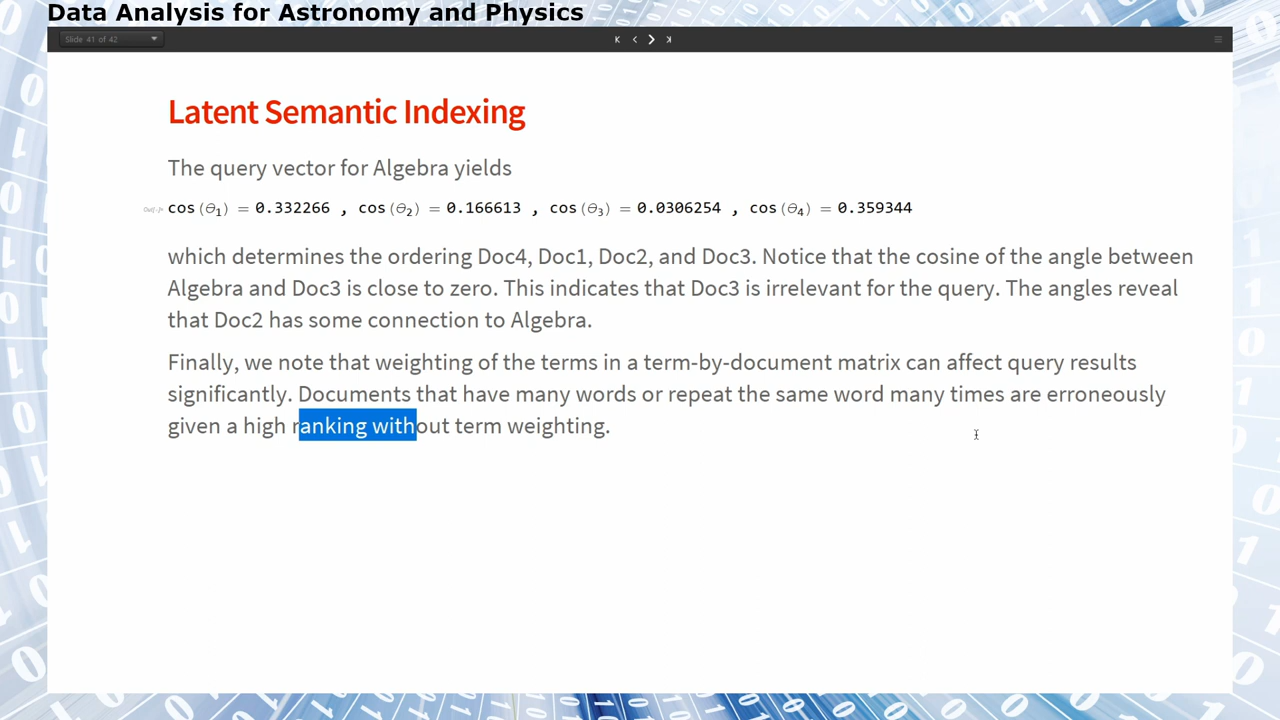 Data Analysis for Astronomy and Physics
Slide 41 of 42
Latent Semantic Indexing
The query vector for Algebra yields
cos(θ1) = 0.332266 , cos(θ2) = 0.166613 , cos(θ3) = 0.0306254 , cos(θ4) = 0.359344
which determines the ordering Doc4, Doc1, Doc2, and Doc3. Notice that the cosine of the angle between
Algebra and Doc3 is close to zero. This indicates that Doc3 is irrelevant for the query. The angles reveal
that Doc2 has some connection to Algebra.
Finally, we note that weighting of the terms in a term-by-document matrix can affect query results
significantly. Documents that have many words or repeat the same word many times are erroneously
given a high ranking without term weighting.